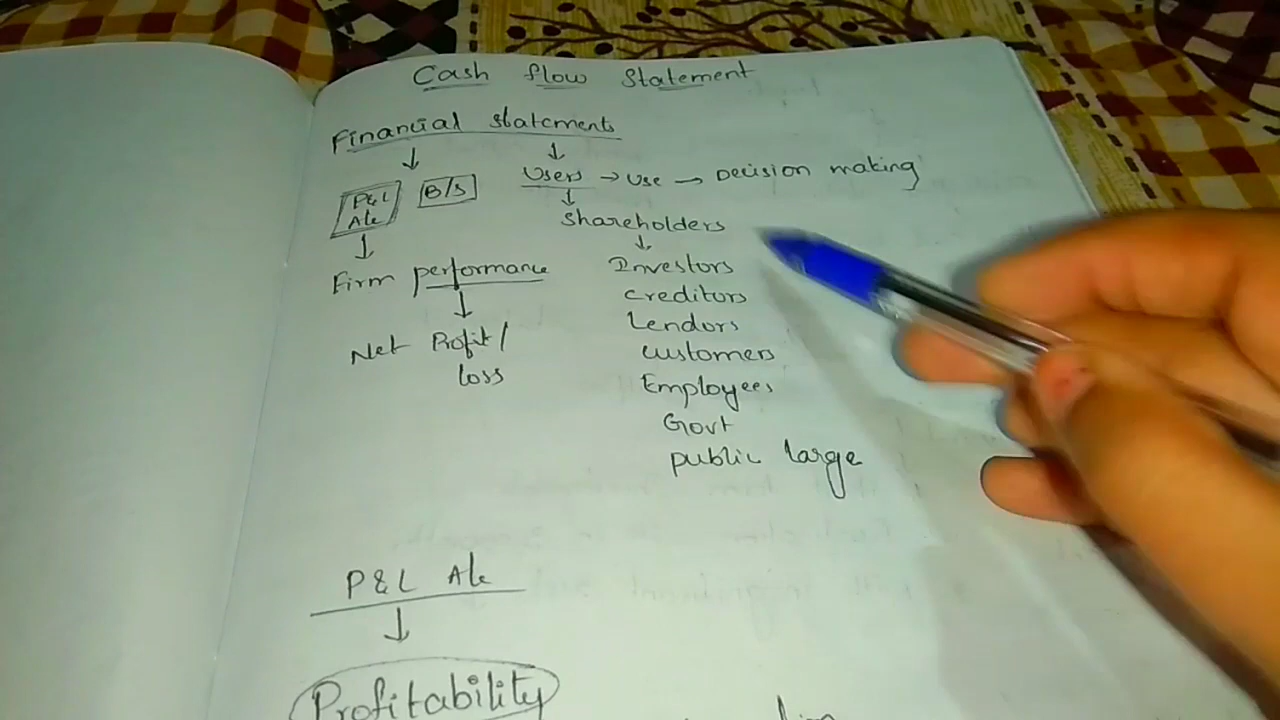 Cash flow Statement
Financial statements
↓ ↓
P&L A/c B/S Users → Use → Decision making
↓ ↓
Shareholders
↓
Firm performance Investors
↓ creditors
Net Profit/ Lendors
loss customers
Employees
Govt
public large
P&L A/c
↓
Profitability